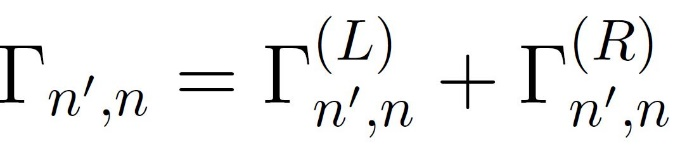 Γ_{n′,n} = Γ^{(L)}_{n′,n} + Γ^{(R)}_{n′,n}